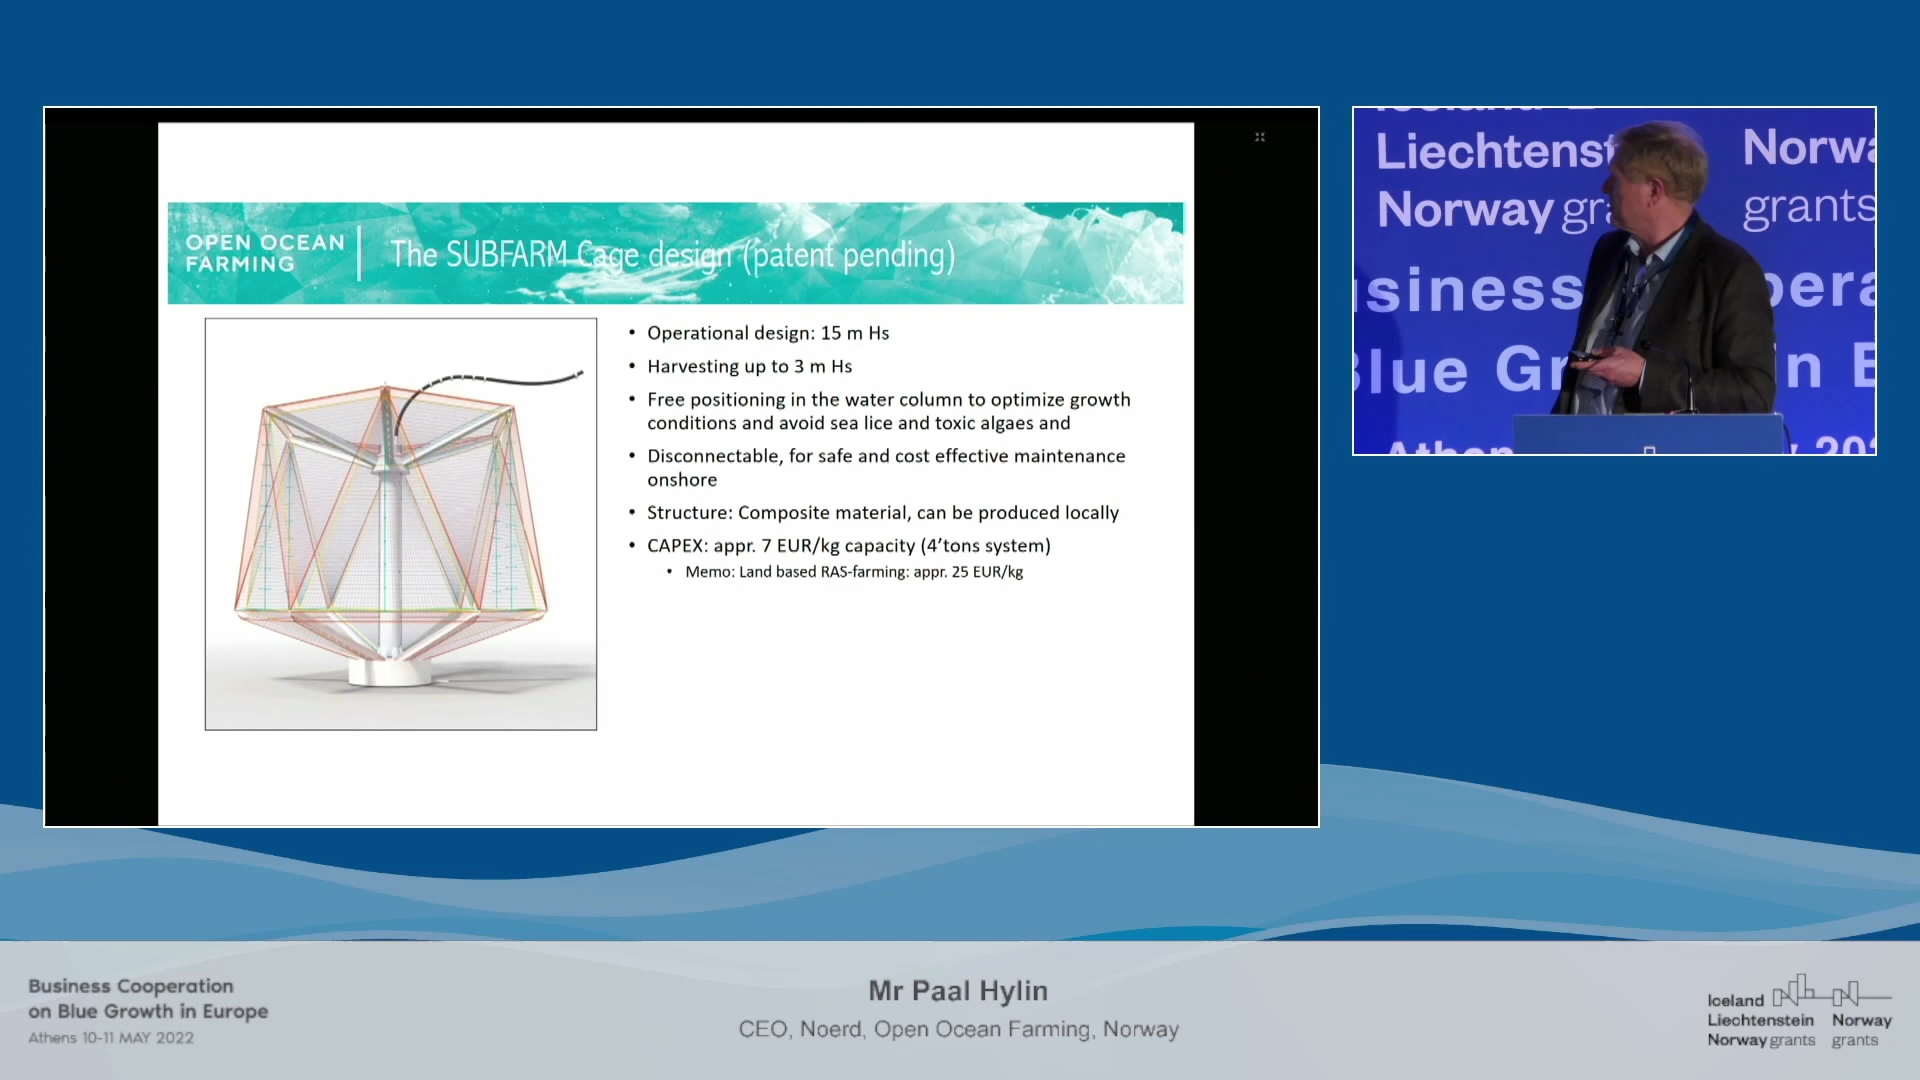 OPEN OCEAN
FARMING
The SUBFARM Cage design (patent pending)
• Operational design: 15 m Hs
• Harvesting up to 3 m Hs
• Free positioning in the water column to optimize growth
conditions and avoid sea lice and toxic algaes and
• Disconnectable, for safe and cost effective maintenance
onshore
• Structure: Composite material, can be produced locally
• CAPEX: appr. 7 EUR/kg capacity (4’tons system)
• Memo: Land based RAS-farming: appr. 25 EUR/kg
Liechtenst
Norway gra
Norwa
grants
siness
pera
Blue Gr
n E
Athen
y 202
Business Cooperation
on Blue Growth in Europe
Athens 10-11 MAY 2022
Mr Paal Hylin
CEO, Noerd, Open Ocean Farming, Norway
Iceland
Liechtenstein
Norway grants
Norway
grants